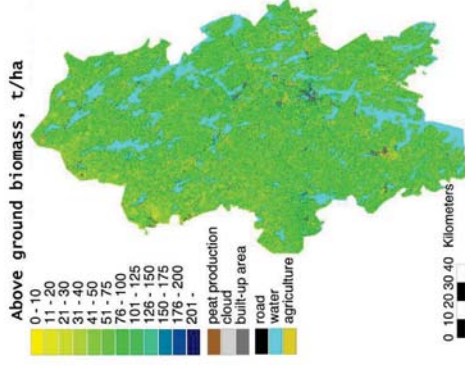 Above ground biomass, t/ha
0 - 10
11 - 20
21 - 30
31 - 40
41 - 50
51 - 75
76 - 100
101 - 125
126 - 150
150 - 175
176 - 200
201 -
peat production
cloud
built-up area
road
water
agriculture
0 10 20 30 40 Kilometers